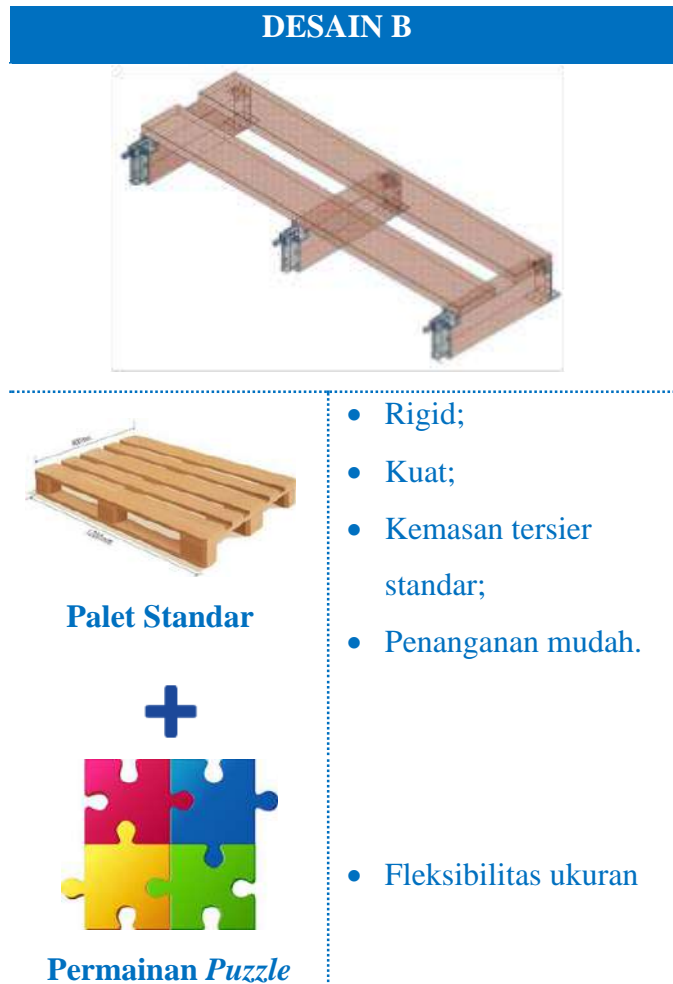 DESAIN B
• Rigid;
• Kuat;
• Kemasan tersier
standar;
• Penanganan mudah.
Palet Standar
• Fleksibilitas ukuran
Permainan Puzzle